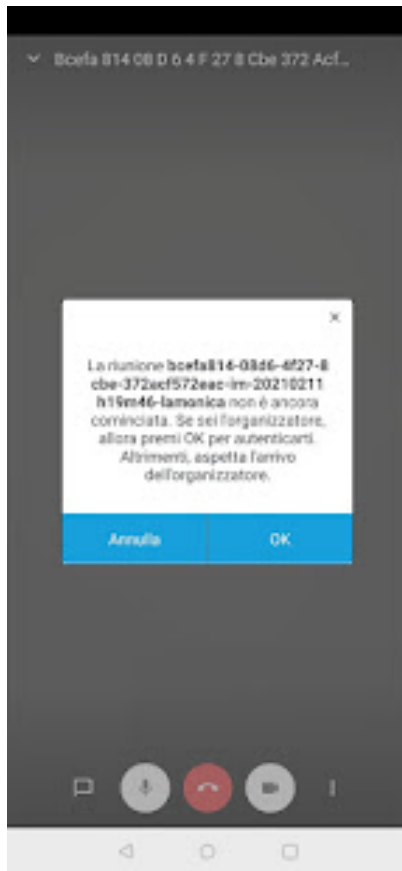 Bcefa 814 08 D 6 4 F 27 8 Cbe 372 Acf...
La riunione bcefa814-08d6-4f27-8
cbe-372acf572eac-im-20210211
h19m46-lamonica non è ancora
cominciata. Se sei l'organizzatore,
allora premi OK per autenticarti.
Altrimenti, aspetta l'arrivo
dell'organizzatore.
Annulla
OK